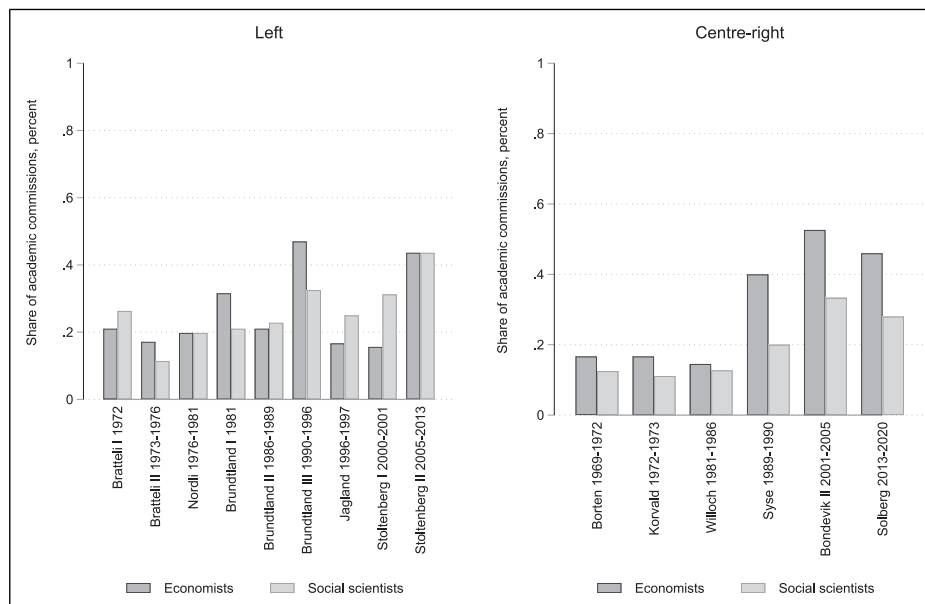 Left
Share of academic commissions, percent
1
.8
.6
.4
.2
0
Bratteli I 1972
Bratteli II 1973-1976
Nordli 1976-1981
Brundtland I 1981
Brundtland II 1986-1989
Brundtland III 1990-1996
Jagland 1996-1997
Stoltenberg I 2000-2001
Stoltenberg II 2005-2013
Economists
Social scientists
Centre-right
Share of academic commissions, percent
1
.8
.6
.4
.2
0
Borten 1969-1972
Korvald 1972-1973
Willoch 1981-1986
Syse 1989-1990
Bondevik II 2001-2005
Solberg 2013-2020
Economists
Social scientists